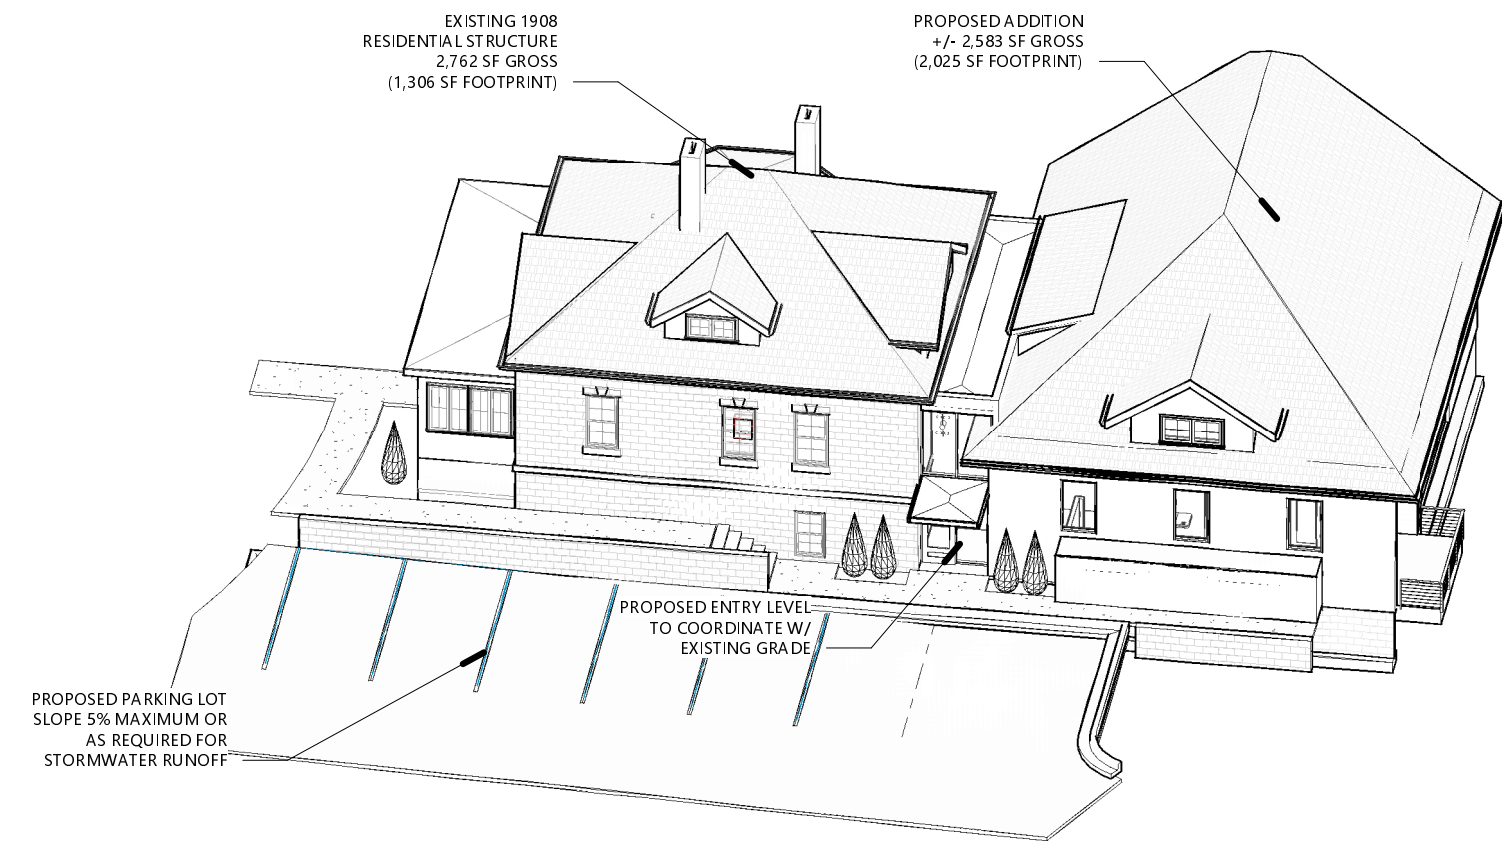 EXISTING 1908
RESIDENTIAL STRUCTURE
2,762 SF GROSS
(1,306 SF FOOTPRINT)
PROPOSED ADDITION
+/- 2,583 SF GROSS
(2,025 SF FOOTPRINT)
PROPOSED ENTRY LEVEL
TO COORDINATE W/
EXISTING GRADE
PROPOSED PARKING LOT
SLOPE 5% MAXIMUM OR
AS REQUIRED FOR
STORMWATER RUNOFF